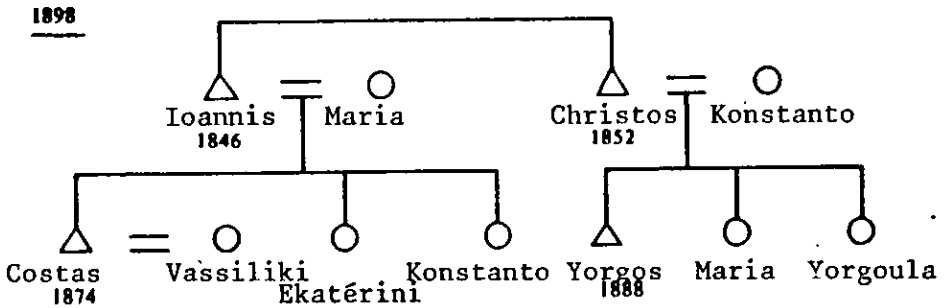 1898
Ioannis Maria Christos Konstanto
1846 1852
Costas Vassiliki Ekatérini Konstanto Yorgos Maria Yorgoula
1874 1888